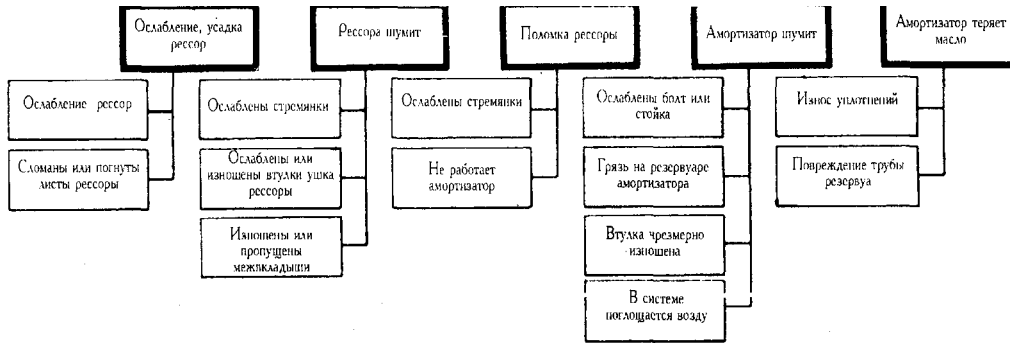 Ослабление, усадка
рессор
Рессора шумит
Поломка рессоры
Амортизатор шумит
Амортизатор теряет
масло
Ослабление рессор
Сломаны или погнуты
листы рессоры
Ослаблены стремянки
Ослаблены или
изношены втулки ушка
рессоры
Изношены или
пропущены
межвкладыши
Ослаблены стремянки
Не работает
амортизатор
Ослаблены болт или
стойка
Грязь на резервуаре
амортизатора
Втулка чрезмерно
изношена
В системе
поглощается возду
Износ уплотнений
Повреждение трубы
резервуа